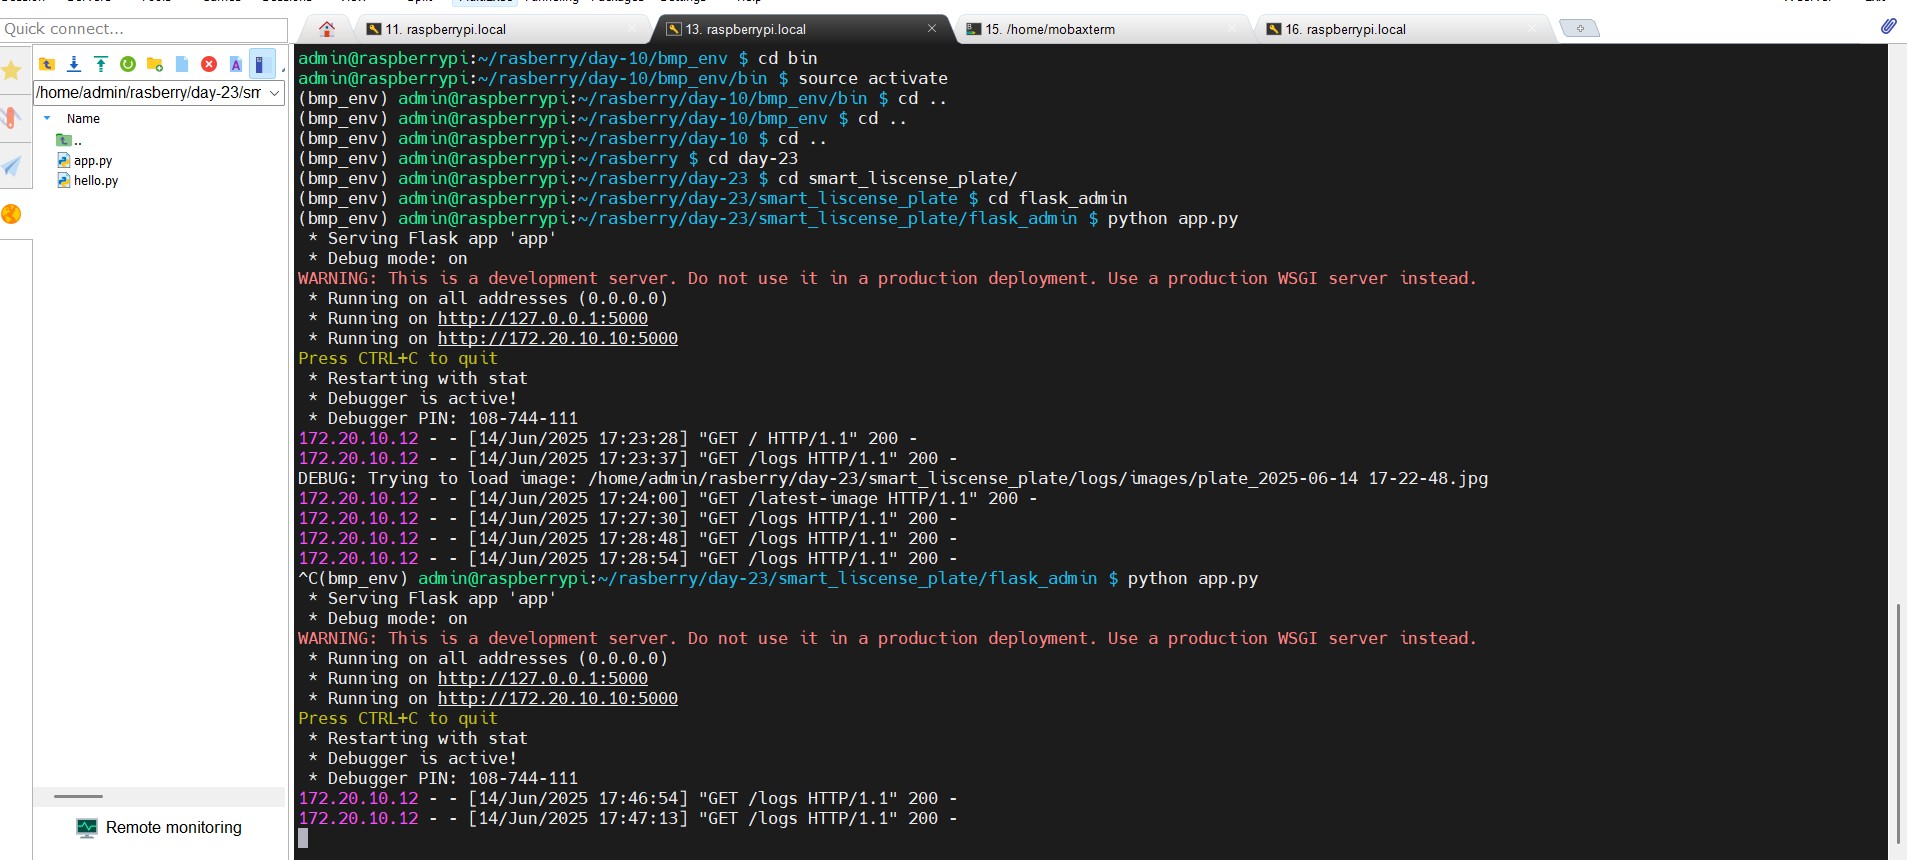 Quick connect...
11. raspberrypi.local
13. raspberrypi.local
15. /home/mobaxterm
16. raspberrypi.local
/home/admin/rasberry/day-23/sm
Name
..
app.py
hello.py
Remote monitoring
admin@raspberrypi:~/rasberry/day-10/bmp_env $ cd bin
admin@raspberrypi:~/rasberry/day-10/bmp_env/bin $ source activate
(bmp_env) admin@raspberrypi:~/rasberry/day-10/bmp_env/bin $ cd ..
(bmp_env) admin@raspberrypi:~/rasberry/day-10/bmp_env $ cd ..
(bmp_env) admin@raspberrypi:~/rasberry/day-10 $ cd ..
(bmp_env) admin@raspberrypi:~/rasberry $ cd day-23
(bmp_env) admin@raspberrypi:~/rasberry/day-23 $ cd smart_liscense_plate/
(bmp_env) admin@raspberrypi:~/rasberry/day-23/smart_liscense_plate $ cd flask_admin
(bmp_env) admin@raspberrypi:~/rasberry/day-23/smart_liscense_plate/flask_admin $ python app.py
* Serving Flask app 'app'
* Debug mode: on
WARNING: This is a development server. Do not use it in a production deployment. Use a production WSGI server instead.
* Running on all addresses (0.0.0.0)
* Running on http://127.0.0.1:5000
* Running on http://172.20.10.10:5000
Press CTRL+C to quit
* Restarting with stat
* Debugger is active!
* Debugger PIN: 108-744-111
172.20.10.12 - - [14/Jun/2025 17:23:28] "GET / HTTP/1.1" 200 -
172.20.10.12 - - [14/Jun/2025 17:23:37] "GET /logs HTTP/1.1" 200 -
DEBUG: Trying to load image: /home/admin/rasberry/day-23/smart_liscense_plate/logs/images/plate_2025-06-14 17-22-48.jpg
172.20.10.12 - - [14/Jun/2025 17:24:00] "GET /latest-image HTTP/1.1" 200 -
172.20.10.12 - - [14/Jun/2025 17:27:30] "GET /logs HTTP/1.1" 200 -
172.20.10.12 - - [14/Jun/2025 17:28:48] "GET /logs HTTP/1.1" 200 -
172.20.10.12 - - [14/Jun/2025 17:28:54] "GET /logs HTTP/1.1" 200 -
^C(bmp_env) admin@raspberrypi:~/rasberry/day-23/smart_liscense_plate/flask_admin $ python app.py
* Serving Flask app 'app'
* Debug mode: on
WARNING: This is a development server. Do not use it in a production deployment. Use a production WSGI server instead.
* Running on all addresses (0.0.0.0)
* Running on http://127.0.0.1:5000
* Running on http://172.20.10.10:5000
Press CTRL+C to quit
* Restarting with stat
* Debugger is active!
* Debugger PIN: 108-744-111
172.20.10.12 - - [14/Jun/2025 17:46:54] "GET /logs HTTP/1.1" 200 -
172.20.10.12 - - [14/Jun/2025 17:47:13] "GET /logs HTTP/1.1" 200 -